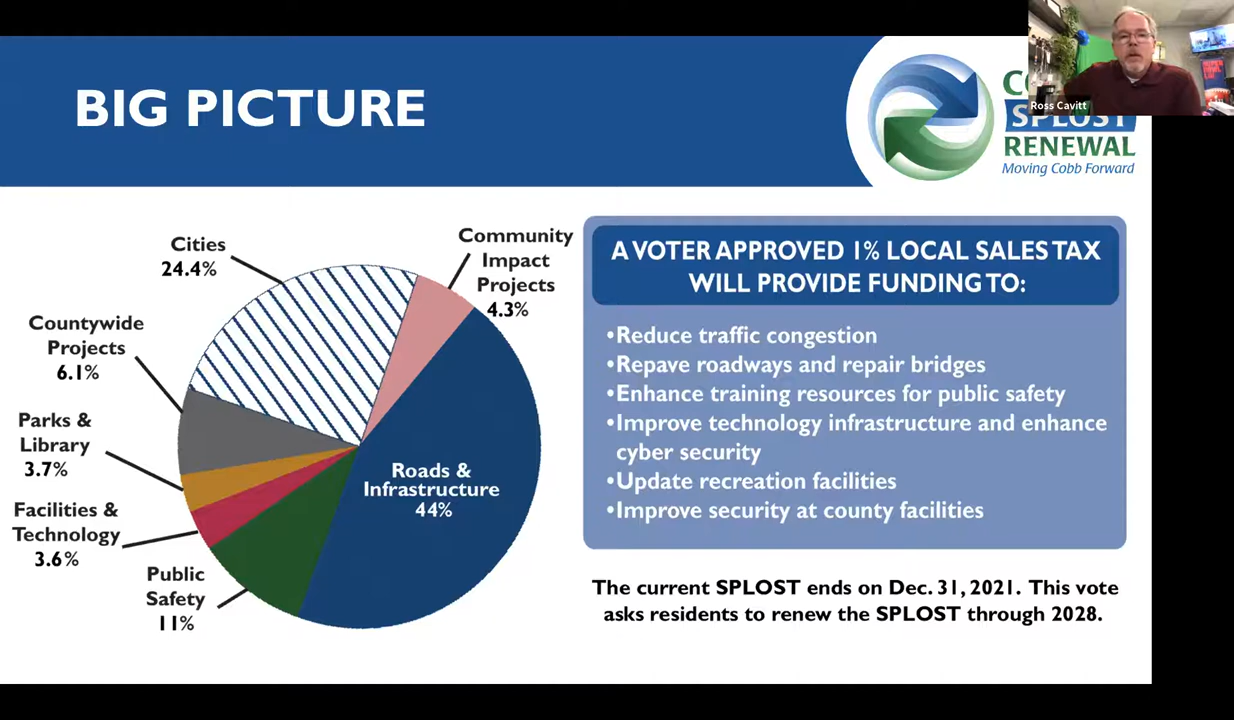 BIG PICTURE
SPLOST
RENEWAL
Moving Cobb Forward
Ross Cavitt
Cities
24.4%
Community
Impact
Projects
4.3%
Countywide
Projects
6.1%
Parks &
Library
3.7%
Facilities &
Technology
3.6%
Public
Safety
11%
Roads &
Infrastructure
44%
A VOTER APPROVED 1% LOCAL SALES TAX
WILL PROVIDE FUNDING TO:
•Reduce traffic congestion
•Repave roadways and repair bridges
•Enhance training resources for public safety
•Improve technology infrastructure and enhance
cyber security
•Update recreation facilities
•Improve security at county facilities
The current SPLOST ends on Dec. 31, 2021. This vote
asks residents to renew the SPLOST through 2028.